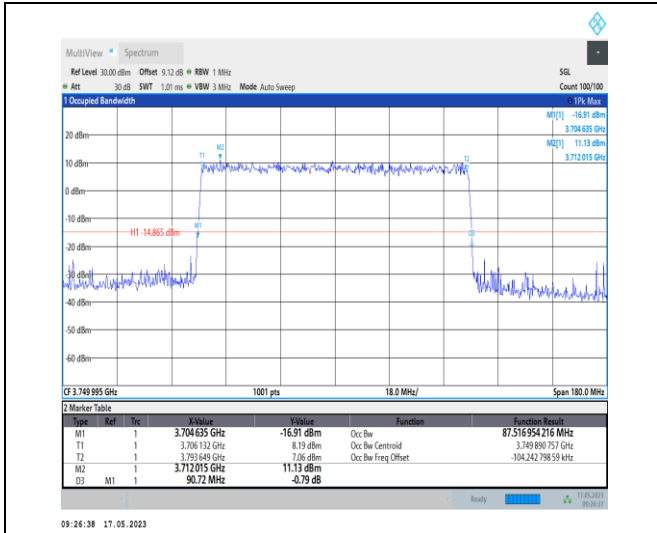 MultiView Spectrum
Ref Level 30.00 dBm Offset 9.12 dB RBW 1 MHz SGL
Att 30 dB SWT 1.01 ms VBW 3 MHz Mode Auto Sweep Count 100/100
1 Occupied Bandwidth 1Pk Max
M1[1] -16.91 dBm
3.704 635 GHz
M2[1] 11.13 dBm
3.712 015 GHz
20 dBm
M2
T1 T2
10 dBm
0 dBm
-10 dBm
M1
H1 -14.865 dBm
D3
-20 dBm
-30 dBm
-40 dBm
-50 dBm
-60 dBm
CF 3.749 995 GHz 1001 pts 18.0 MHz/ Span 180.0 MHz
2 Marker Table
Type Ref Trc X-Value Y-Value Function Function Result
M1 1 3.704 635 GHz -16.91 dBm Occ Bw 87.516 954 216 MHz
T1 1 3.706 132 GHz 8.19 dBm Occ Bw Centroid 3.749 890 757 GHz
T2 1 3.793 649 GHz 7.06 dBm Occ Bw Freq Offset -104.242 798 59 kHz
M2 1 3.712 015 GHz 11.13 dBm
D3 M1 1 90.72 MHz -0.79 dB
Ready 17.05.2023
09:26:37
09:26:38 17.05.2023